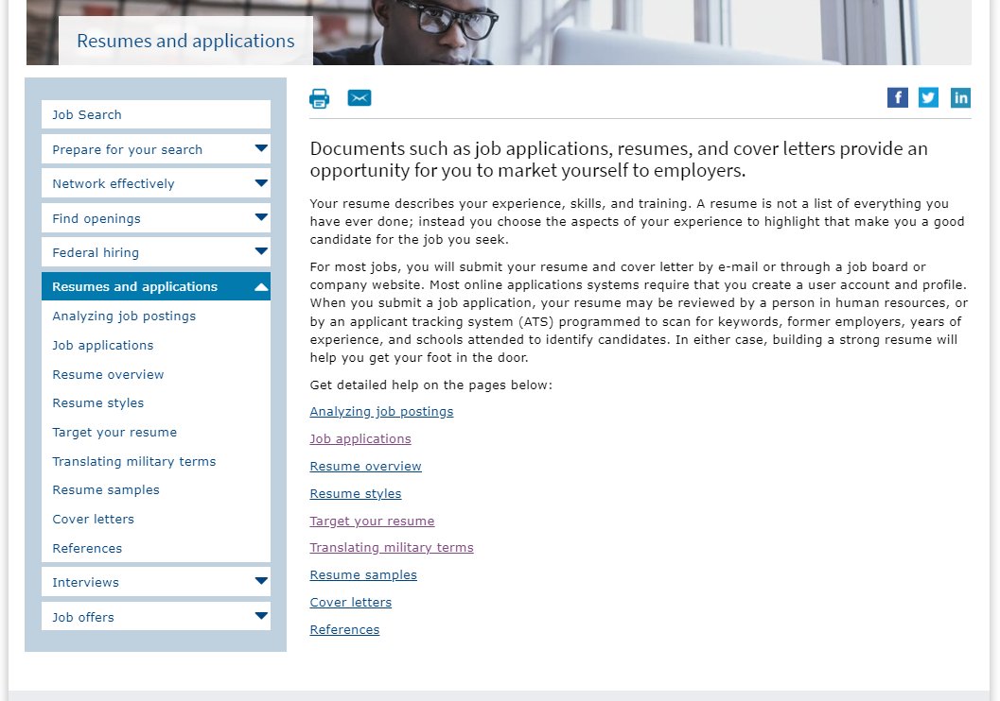 Resumes and applications
Job Search
Prepare for your search
Network effectively
Find openings
Federal hiring
Resumes and applications
Analyzing job postings
Job applications
Resume overview
Resume styles
Target your resume
Translating military terms
Resume samples
Cover letters
References
Interviews
Job offers
f
in
Documents such as job applications, resumes, and cover letters provide an
opportunity for you to market yourself to employers.
Your resume describes your experience, skills, and training. A resume is not a list of everything you
have ever done; instead you choose the aspects of your experience to highlight that make you a good
candidate for the job you seek.
For most jobs, you will submit your resume and cover letter by e-mail or through a job board or
company website. Most online applications systems require that you create a user account and profile.
When you submit a job application, your resume may be reviewed by a person in human resources, or
by an applicant tracking system (ATS) programmed to scan for keywords, former employers, years of
experience, and schools attended to identify candidates. In either case, building a strong resume will
help you get your foot in the door.
Get detailed help on the pages below:
Analyzing job postings
Job applications
Resume overview
Resume styles
Target your resume
Translating military terms
Resume samples
Cover letters
References